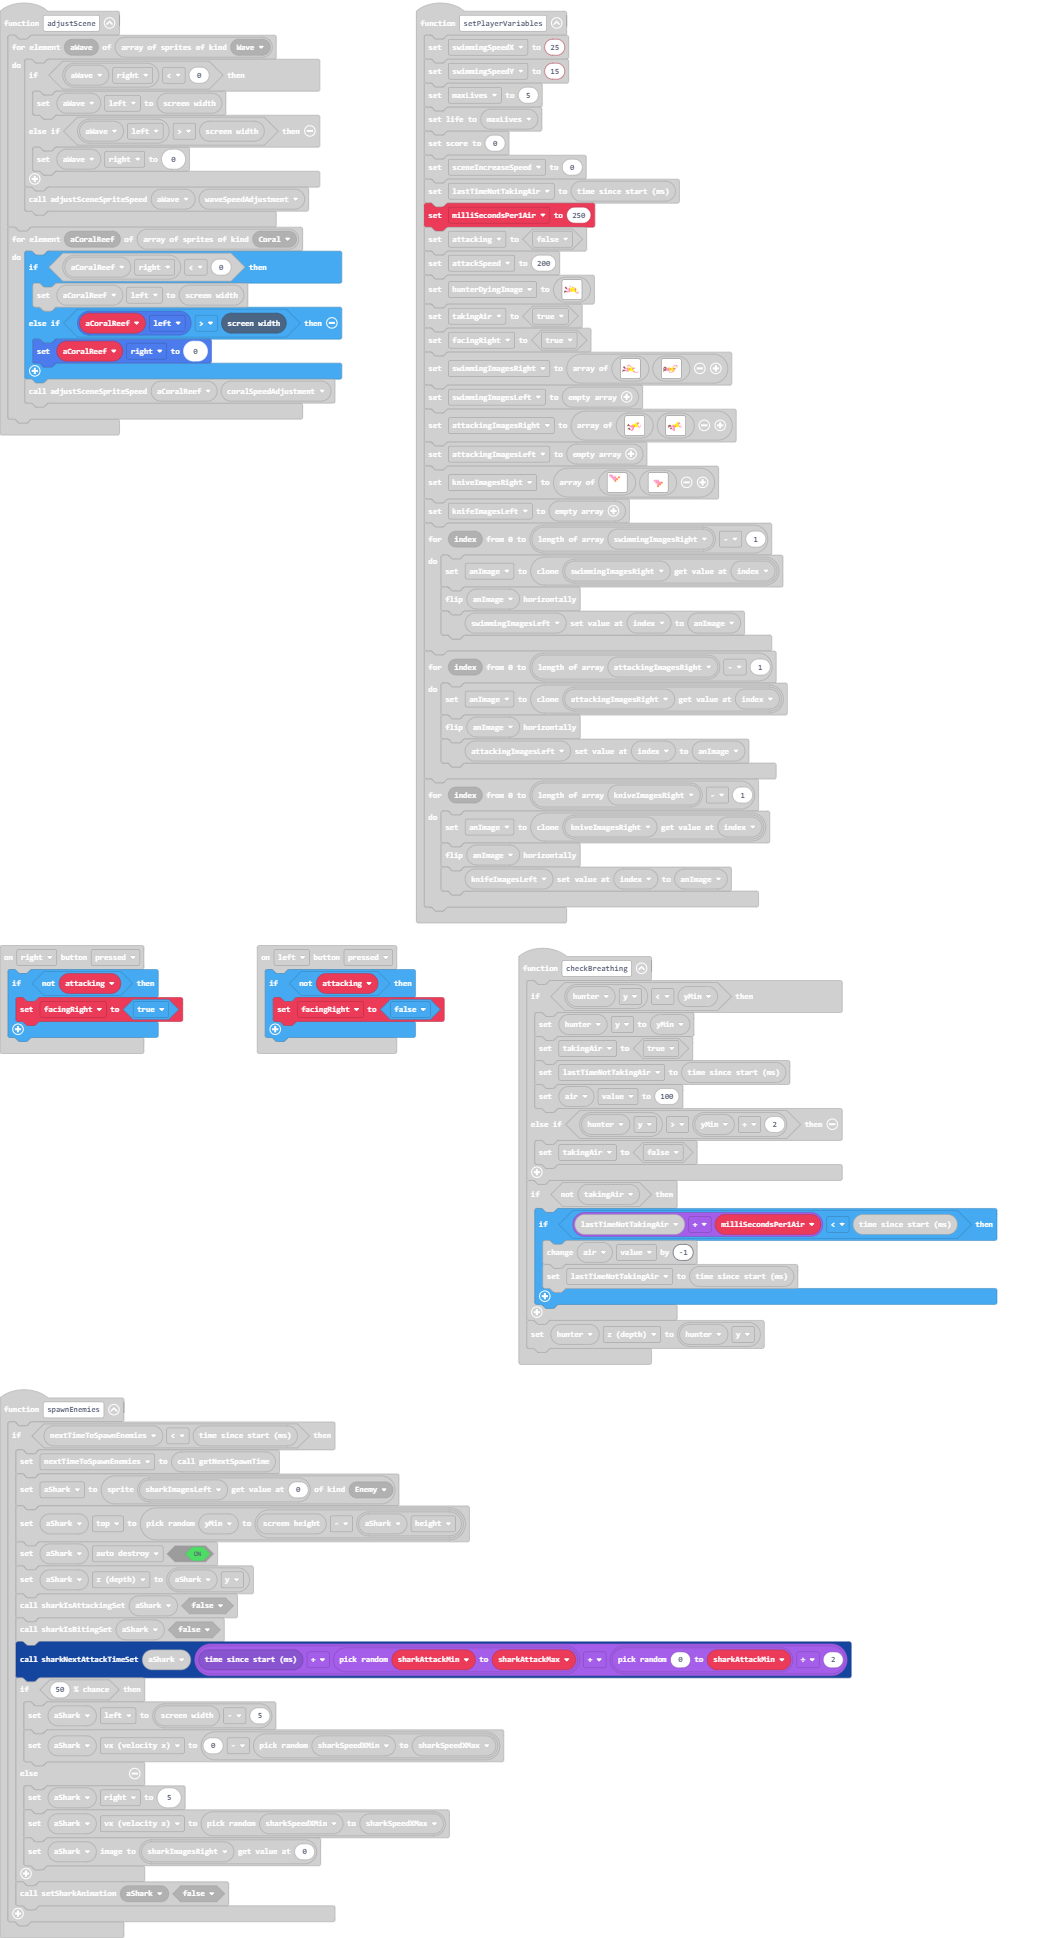 function adjustScene
for element aWave of array of sprites of kind Wave
do
if aWave right < 0 then
set aWave left to screen width
else if aWave left > screen width then
set aWave right to 0
call adjustSceneSpriteSpeed aWave waveSpeedAdjustment
for element aCoralReef of array of sprites of kind Coral
do
if aCoralReef right < 0 then
set aCoralReef left to screen width
else if aCoralReef left > screen width then
set aCoralReef right to 0
call adjustSceneSpriteSpeed aCoralReef coralSpeedAdjustment
function setPlayerVariables
set swimmingSpeedX to 25
set swimmingSpeedY to 15
set maxLives to 5
set life to maxLives
set score to 0
set sceneIncreaseSpeed to 0
set lastTimeNotTakingAir to time since start (ms)
set milliSecondsPer1Air to 250
set attacking to false
set attackSpeed to 200
set hunterDyingImage to
set takingAir to true
set facingRight to true
set swimmingImagesRight to array of
set swimmingImagesLeft to empty array
set attackingImagesRight to array of
set attackingImagesLeft to empty array
set kniveImagesRight to array of
set knifeImagesLeft to empty array
for index from 0 to length of array swimmingImagesRight - 1
do
set anImage to clone swimmingImagesRight get value at index
flip anImage horizontally
swimmingImagesLeft set value at index to anImage
for index from 0 to length of array attackingImagesRight - 1
do
set anImage to clone attackingImagesRight get value at index
flip anImage horizontally
attackingImagesLeft set value at index to anImage
for index from 0 to length of array kniveImagesRight - 1
do
set anImage to clone kniveImagesRight get value at index
flip anImage horizontally
knifeImagesLeft set value at index to anImage
on right button pressed
if not attacking then
set facingRight to true
on left button pressed
if not attacking then
set facingRight to false
function checkBreathing
if hunter y < yMin then
set hunter y to yMin
set takingAir to true
set lastTimeNotTakingAir to time since start (ms)
set air value to 100
else if hunter y > yMin + 2 then
set takingAir to false
if not takingAir then
if lastTimeNotTakingAir + milliSecondsPer1Air < time since start (ms) then
change air value by -1
set lastTimeNotTakingAir to time since start (ms)
set hunter z (depth) to hunter y
function spawnEnemies
if nextTimeToSpawnEnemies < time since start (ms) then
set nextTimeToSpawnEnemies to call getNextSpawnTime
set aShark to sprite sharkImagesLeft get value at 0 of kind Enemy
set aShark top to pick random yMin to screen height - aShark height
set aShark auto destroy ON
set aShark z (depth) to aShark y
call sharkIsAttackingSet aShark false
call sharkIsBitingSet aShark false
call sharkNextAttackTimeSet aShark time since start (ms) + pick random sharkAttackMin to sharkAttackMax + pick random 0 to sharkAttackMin ÷ 2
if 50 % chance then
set aShark left to screen width - 5
set aShark vx (velocity x) to 0 - pick random sharkSpeedXMin to sharkSpeedXMax
else
set aShark right to 5
set aShark vx (velocity x) to pick random sharkSpeedXMin to sharkSpeedXMax
set aShark image to sharkImagesRight get value at 0
call setSharkAnimation aShark false